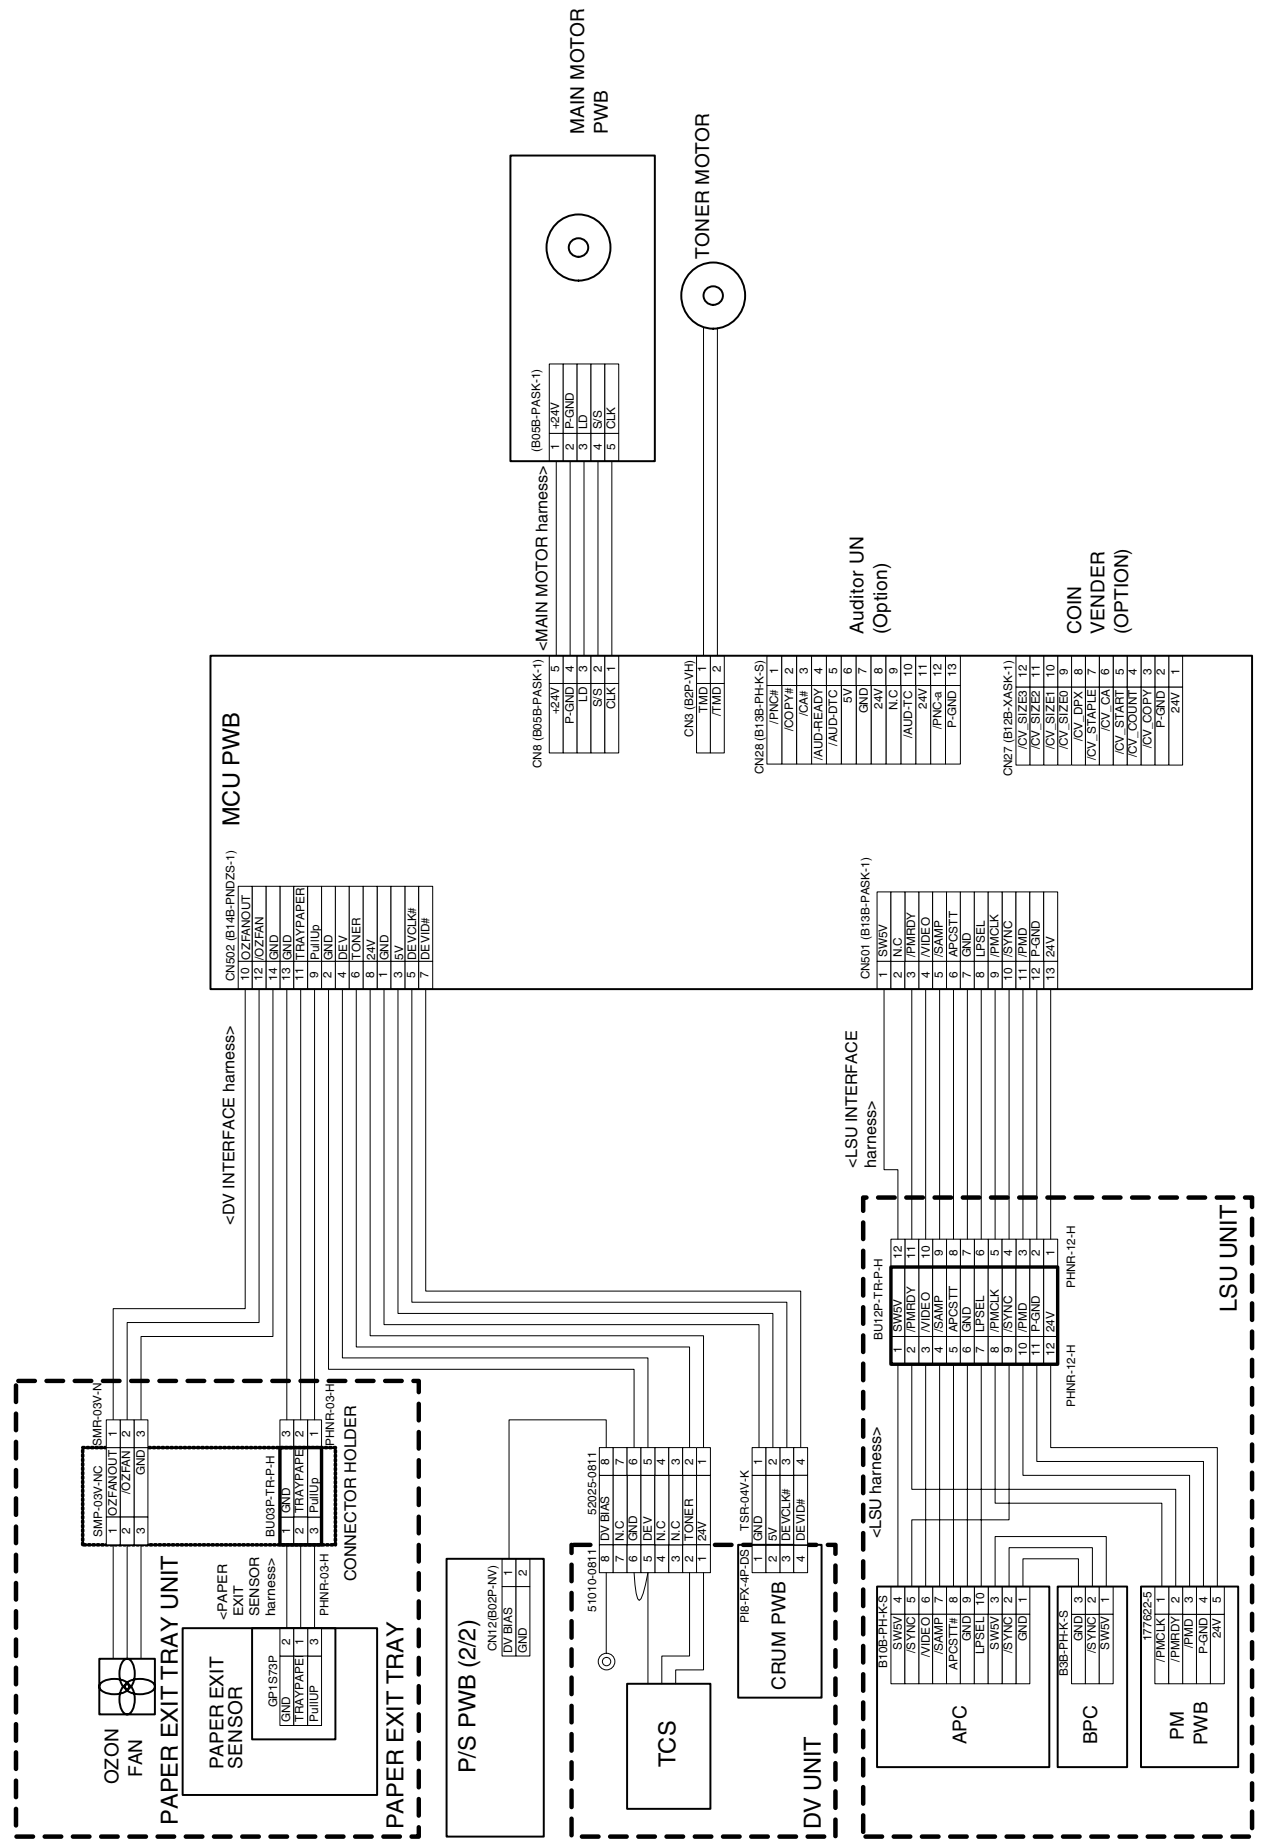 MAIN MOTOR
PWB
TONER MOTOR
(B05B-PASK-1)
1 +24V
2 P-GND
3 LD
4 S/S
5 CLK
<MAIN MOTOR harness>
MCU PWB
CN8 (B05B-PASK-1)
+24V 5
P-GND 4
LD 3
S/S 2
CLK 1
CN3 (B2P-VH)
TMD 1
/TMD 2
CN28 (B13B-PH-K-S)
/PNC# 1
/COPY# 2
/CA# 3
/AUD-READY 4
/AUD-DTC 5
5V 6
GND 7
24V 8
N.C 9
/AUD-TC 10
24V 11
/PNC-a 12
P-GND 13
Auditor UN
(Option)
CN27 (B12B-XASK-1)
/CV_SIZE3 12
/CV_SIZE2 11
/CV_SIZE1 10
/CV_SIZE0 9
/CV_DPX 8
/CV_STAPLE 7
/CV_CA 6
/CV_START 5
/CV_COUNT 4
/CV_COPY 3
P-GND 2
24V 1
COIN
VENDER
(OPTION)
CN502 (B14B-PNDZS-1)
10 OZFANOUT
12 /OZFAN
14 GND
13 GND
11 TRAYPAPER
9 PullUp
2 GND
4 DEV
6 TONER
8 24V
1 GND
3 5V
5 DEVCLK#
7 DEVID#
CN501 (B13B-PASK-1)
1 SW5V
2 N.C
3 /PMRDY
4 /VIDEO
5 /SAMP
6 APCSTT
7 GND
8 LPSEL
9 /PMCLK
10 /SYNC
11 /PMD
12 P-GND
13 24V
<DV INTERFACE harness>
<LSU INTERFACE
harness>
SMP-03V-NC
SMR-03V-N
1 OZFANOUT 1
2 /OZFAN 2
3 GND 3
BU03P-TR-P-H
1 GND 3
2 TRAYPAPE 2
3 PullUp 1
PHNR-03-H
PHNR-03-H
CONNECTOR HOLDER
<PAPER
EXIT
SENSOR
harness>
OZON
FAN
PAPER EXIT TRAY UNIT
PAPER EXIT
SENSOR
GP1S73P
GND 2
TRAYPAPE 1
PullUP 3
PAPER EXIT TRAY
P/S PWB (2/2)
CN12(B02P-NV)
DV BIAS 1
GND 2
51010-0811
52025-0811
8 DV BIAS 8
7 N.C 7
6 GND 6
5 DEV 5
4 N.C 4
3 N.C 3
2 TONER 2
1 24V 1
TCS
CRUM PWB
PI8-FX-4P-DS
TSR-04V-K
1 GND 1
2 5V 2
3 DEVCLK# 3
4 DEVID# 4
DV UNIT
BU12P-TR-P-H
1 SW5V 12
2 /PMRDY 11
3 /VIDEO 10
4 /SAMP 9
5 APCSTT 8
6 GND 7
7 LPSEL 6
8 /PMCLK 5
9 /SYNC 4
10 /PMD 3
11 P-GND 2
12 24V 1
PHNR-12-H
PHNR-12-H
<LSU harness>
LSU UNIT
APC
B10B-PH-K-S
SW5V 4
/SYNC 5
/VIDEO 6
/SAMP 7
APCSTT# 8
GND 9
LPSEL 10
SW5V 3
/SYNC 2
GND 1
BPC
B3B-PH-K-S
GND 3
/SYNC 2
SW5V 1
PM
PWB
177622-5
/PMCLK 1
/PMRDY 2
/PMD 3
P-GND 4
24V 5